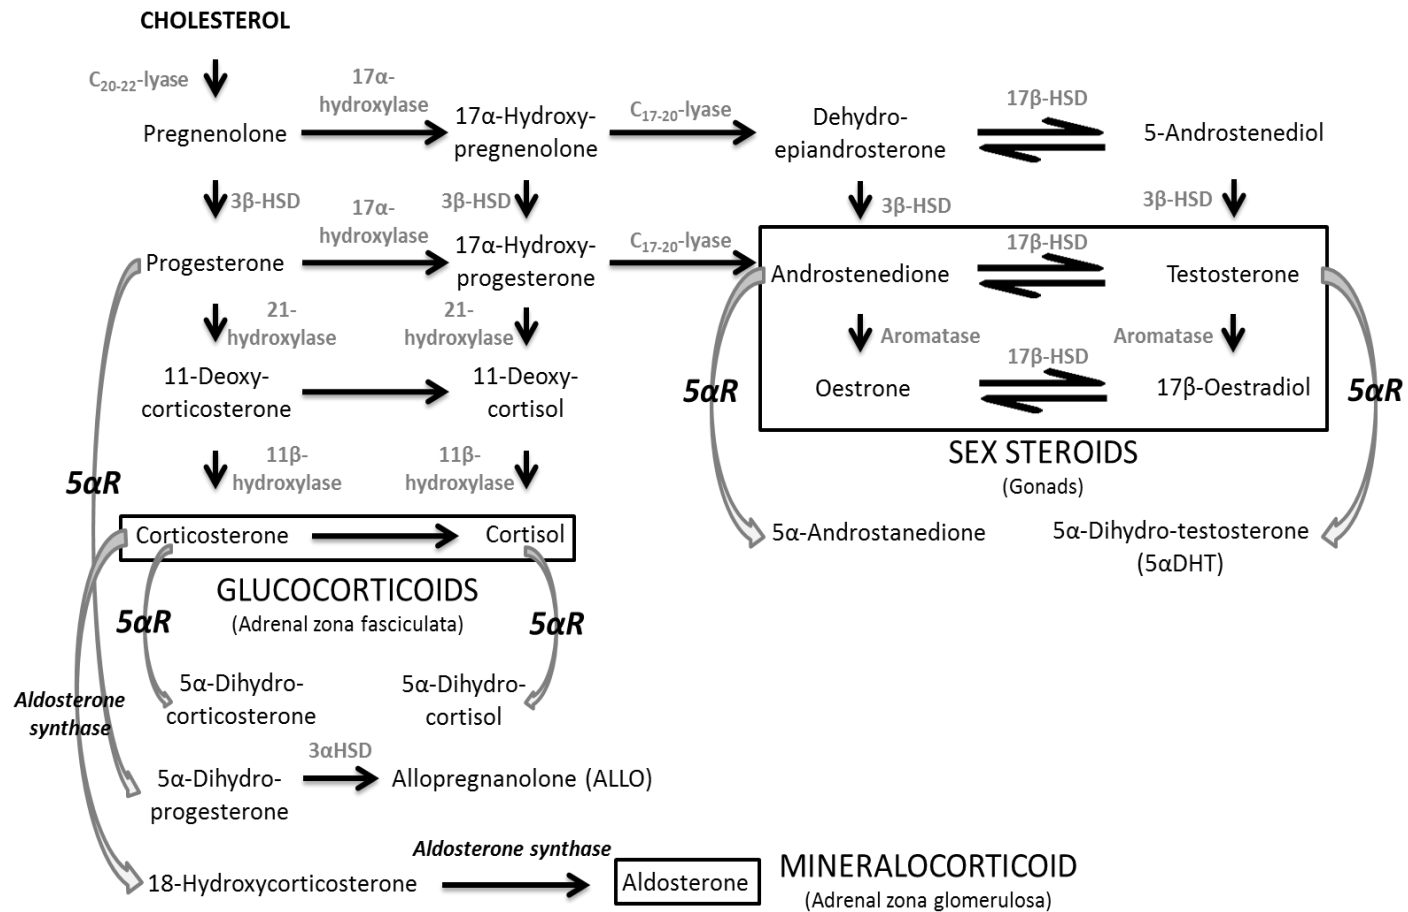 CHOLESTEROL
C20-22-lyase
17α-
hydroxylase
Pregnenolone
17α-Hydroxy-
pregnenolone
C17-20-lyase
Dehydro-
epiandrosterone
17β-HSD
5-Androstenediol
3β-HSD
17α-
hydroxylase
3β-HSD
3β-HSD
3β-HSD
Progesterone
17α-Hydroxy-
progesterone
C17-20-lyase
Androstenedione
17β-HSD
Testosterone
21-
hydroxylase
21-
hydroxylase
Aromatase
Aromatase
11-Deoxy-
corticosterone
11-Deoxy-
cortisol
5αR
Oestrone
17β-HSD
17β-Oestradiol
5αR
SEX STEROIDS
(Gonads)
11β-
hydroxylase
11β-
hydroxylase
5αR
Corticosterone
Cortisol
5α-Androstanedione
5α-Dihydro-testosterone
(5αDHT)
GLUCOCORTICOIDS
(Adrenal zona fasciculata)
5αR
5αR
Aldosterone
synthase
5α-Dihydro-
corticosterone
5α-Dihydro-
cortisol
5α-Dihydro-
progesterone
3αHSD
Allopregnanolone (ALLO)
18-Hydroxycorticosterone
Aldosterone synthase
Aldosterone
MINERALOCORTICOID
(Adrenal zona glomerulosa)